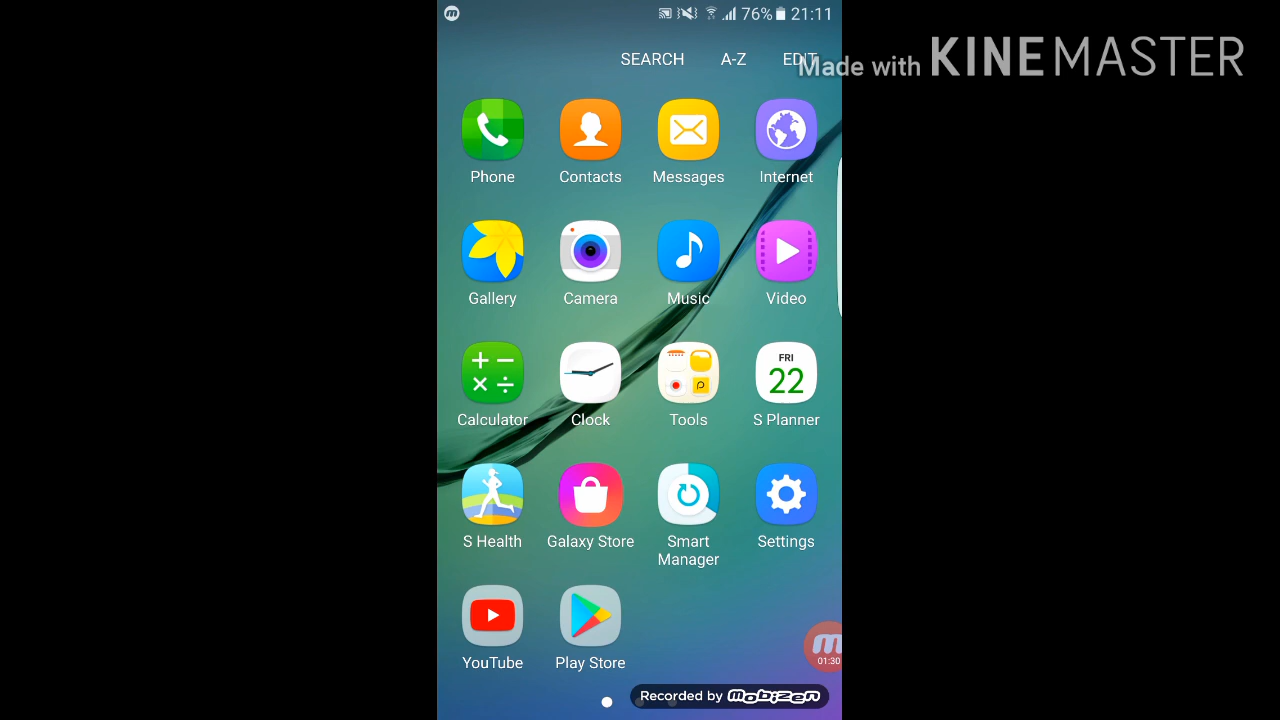 76% 21:11
SEARCH A-Z EDIT
Made with KINEMASTER
Phone Contacts Messages Internet
Gallery Camera Music Video
FRI
22
Calculator Clock Tools S Planner
S Health Galaxy Store Smart Manager Settings
YouTube Play Store
01:30
Recorded by mobizen